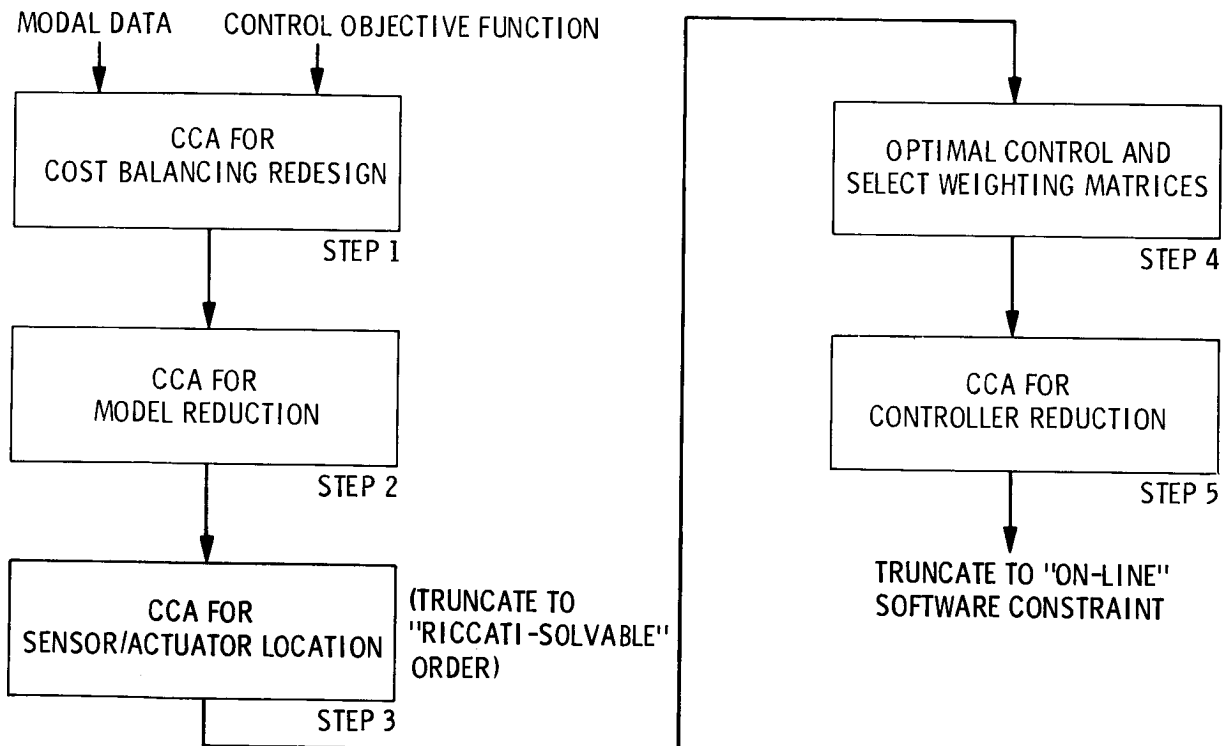 MODAL DATA
CONTROL OBJECTIVE FUNCTION
CCA FOR
COST BALANCING REDESIGN
STEP 1
CCA FOR
MODEL REDUCTION
STEP 2
CCA FOR
SENSOR/ACTUATOR LOCATION
STEP 3
(TRUNCATE TO
"RICCATI-SOLVABLE"
ORDER)
OPTIMAL CONTROL AND
SELECT WEIGHTING MATRICES
STEP 4
CCA FOR
CONTROLLER REDUCTION
STEP 5
TRUNCATE TO "ON-LINE"
SOFTWARE CONSTRAINT